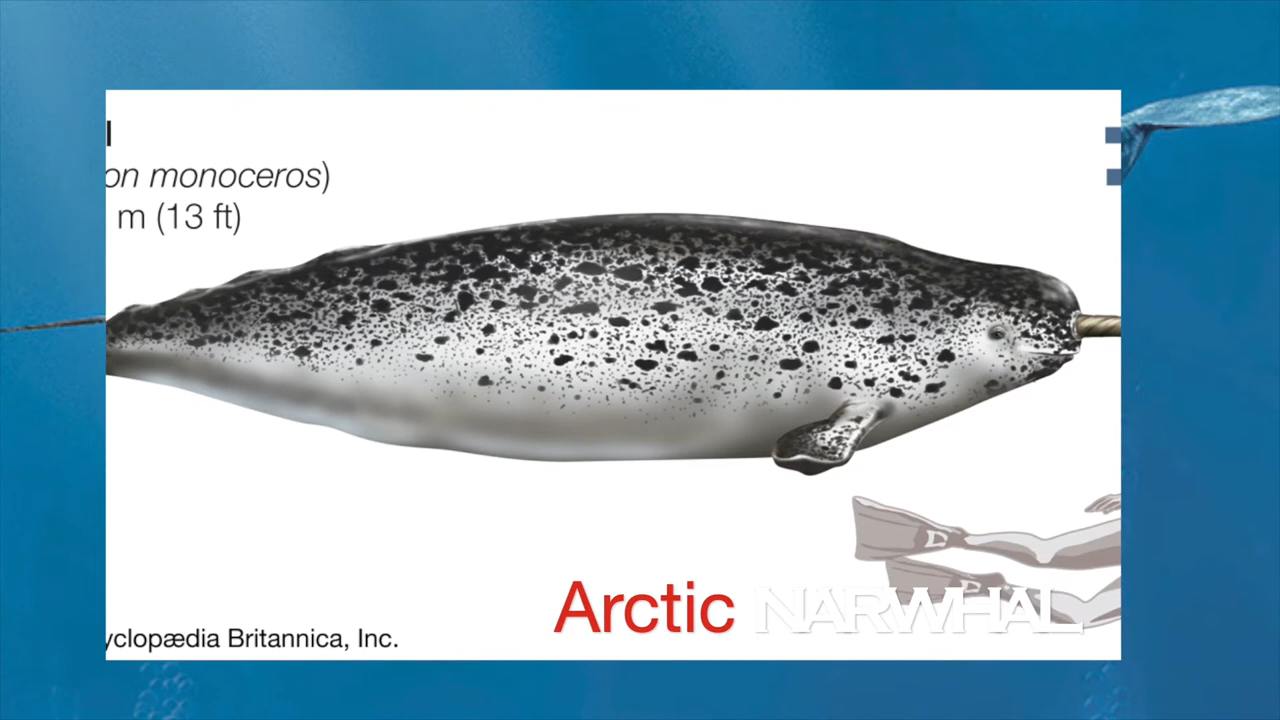 on monoceros)
m (13 ft)
Arctic NARWHAL
yclopædia Britannica, Inc.